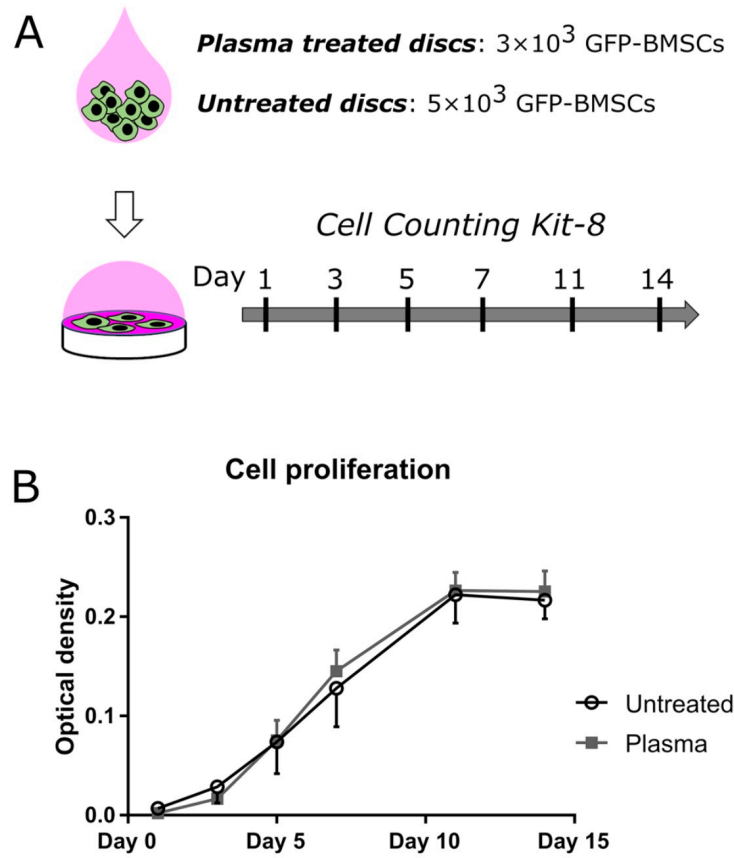 A
Plasma treated discs: 3×10³ GFP-BMSCs
Untreated discs: 5×10³ GFP-BMSCs
Cell Counting Kit-8
Day 1 3 5 7 11 14
B
Cell proliferation
Optical density
0.3
0.2
0.1
0.0
Day 0 Day 5 Day 10 Day 15
Untreated
Plasma